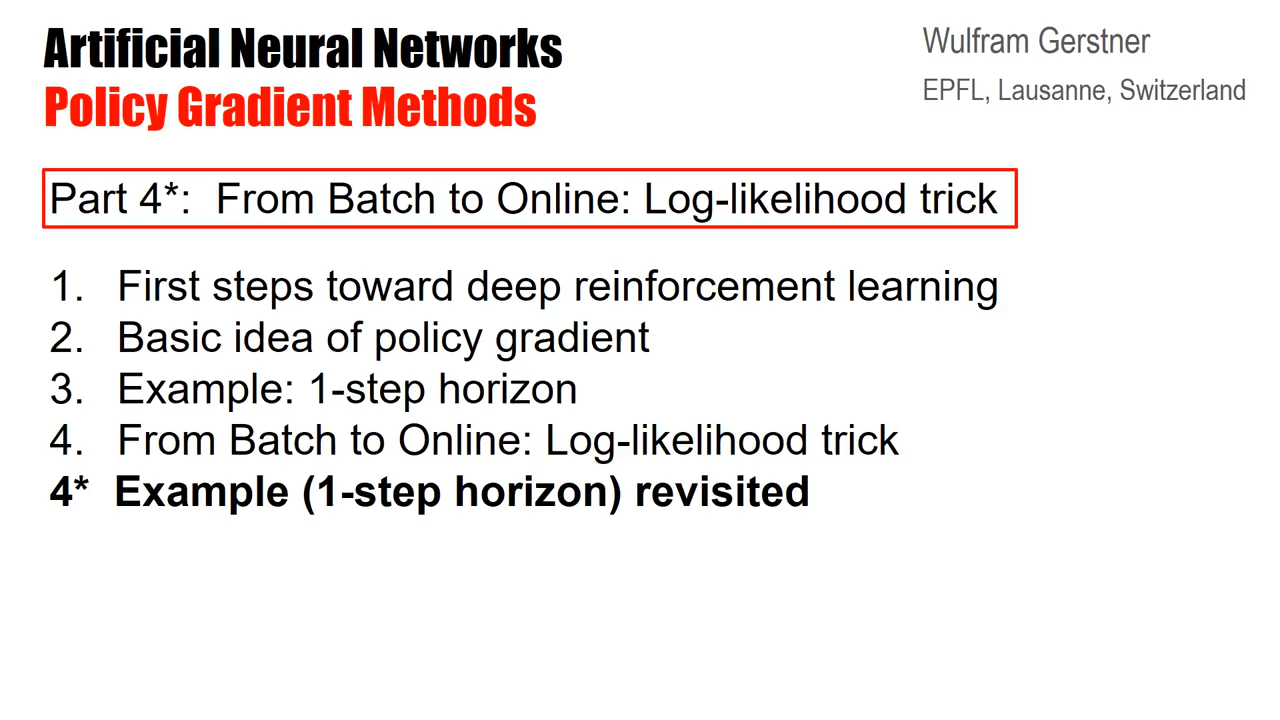 Artificial Neural Networks
Policy Gradient Methods
Wulfram Gerstner
EPFL, Lausanne, Switzerland
Part 4*: From Batch to Online: Log-likelihood trick
1. First steps toward deep reinforcement learning
2. Basic idea of policy gradient
3. Example: 1-step horizon
4. From Batch to Online: Log-likelihood trick
4* Example (1-step horizon) revisited